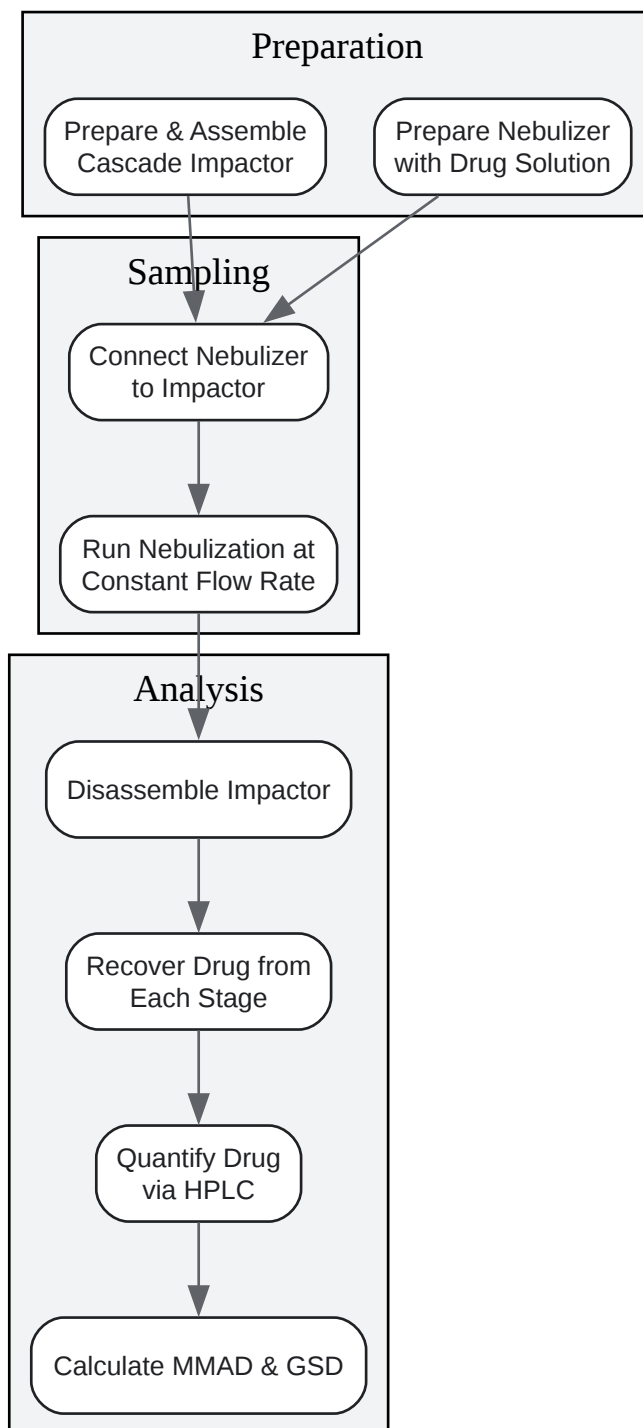 Preparation
Prepare & Assemble
Cascade Impactor
Prepare Nebulizer
with Drug Solution
Sampling
Connect Nebulizer
to Impactor
Run Nebulization at
Constant Flow Rate
Analysis
Disassemble Impactor
Recover Drug from
Each Stage
Quantify Drug
via HPLC
Calculate MMAD & GSD